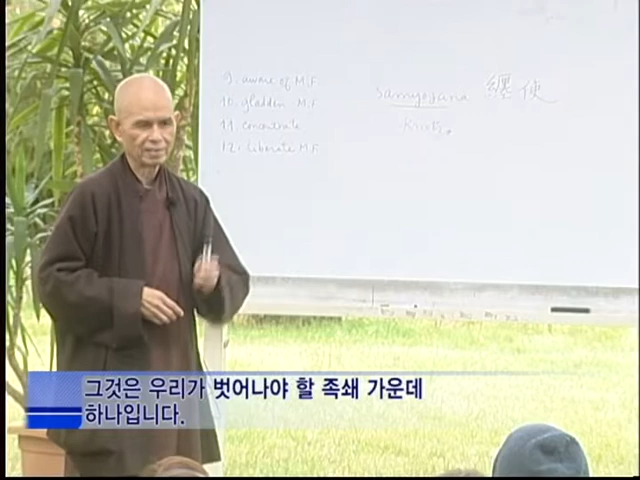 9. aware of M.F.
10. gladden M.F.
11. concentrate
12. liberate M.F.
Samyojana 纏使
Knots.
그것은 우리가 벗어나야 할 족쇄 가운데
하나입니다.